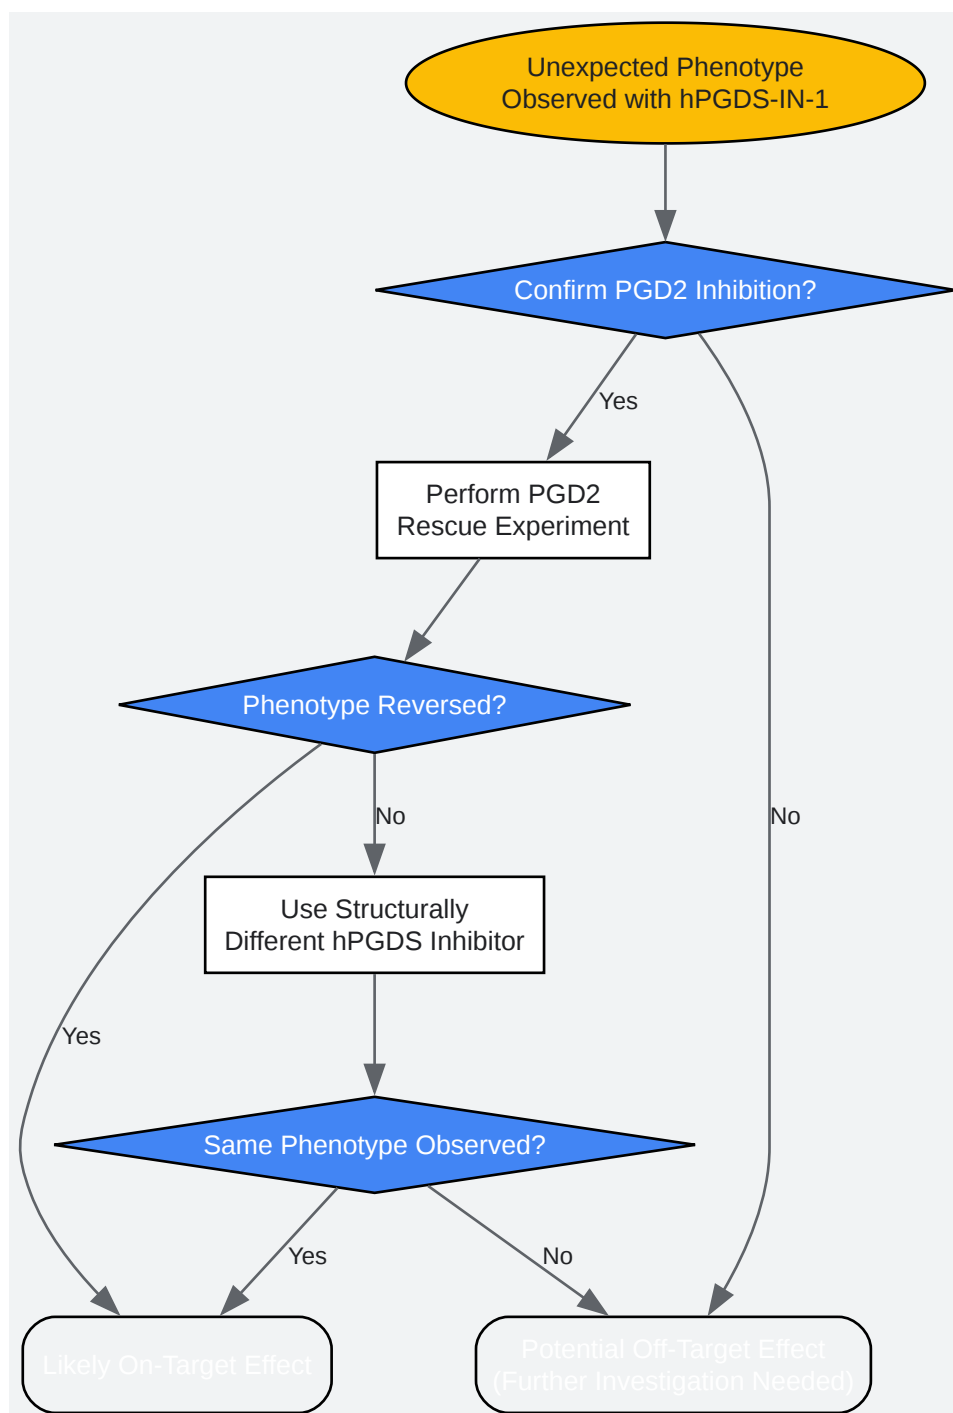 Unexpected Phenotype
Observed with hPGDS-IN-1
Confirm PGD2 Inhibition?
Yes
Perform PGD2
Rescue Experiment
Phenotype Reversed?
No
No
Use Structurally
Different hPGDS Inhibitor
Yes
Same Phenotype Observed?
Yes
No
Likely On-Target Effect
Potential Off-Target Effect
(Further Investigation Needed)